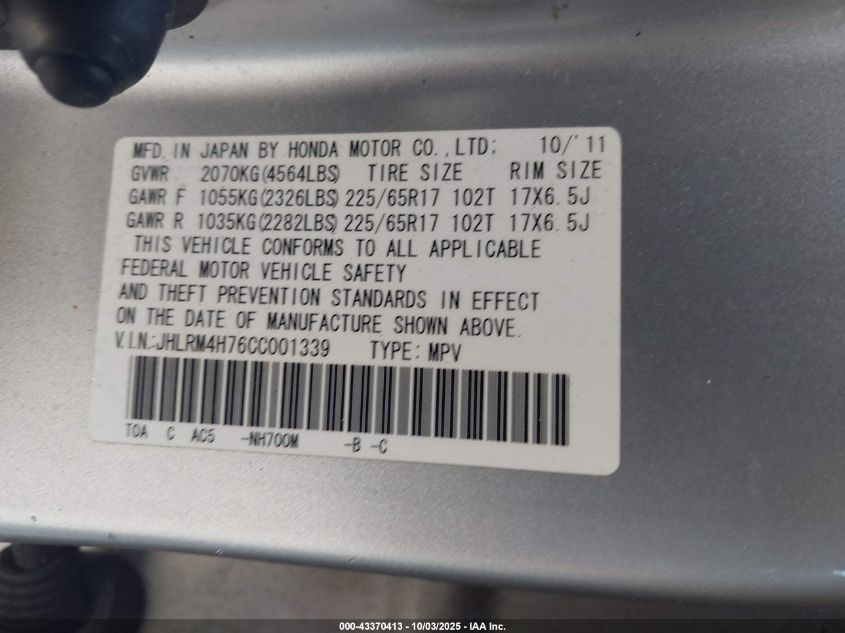 MFD. IN JAPAN BY HONDA MOTOR CO., LTD: 10/'11
GVWR 2070KG(4564LBS) TIRE SIZE RIM SIZE
GAWR F 1055KG(2326LBS) 225/65R17 102T 17X6.5J
GAWR R 1035KG(2282LBS) 225/65R17 102T 17X6.5J
THIS VEHICLE CONFORMS TO ALL APPLICABLE
FEDERAL MOTOR VEHICLE SAFETY
AND THEFT PREVENTION STANDARDS IN EFFECT
ON THE DATE OF MANUFACTURE SHOWN ABOVE.
V.I.N.:JHLRM4H76CC001339 TYPE: MPV
TOA C AC5 -NH700M -B -C
000-43370413 - 10/03/2025 - IAA Inc.